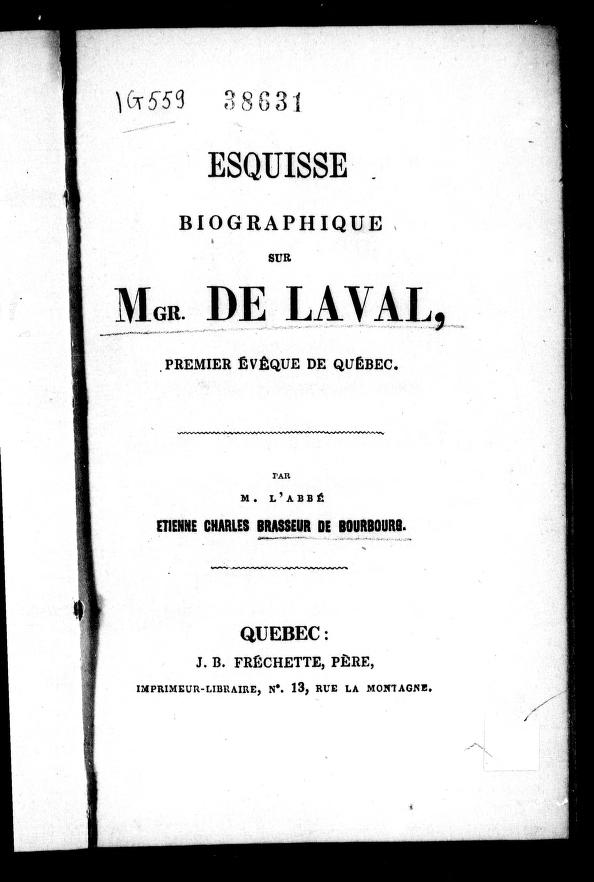 IG559 38631
ESQUISSE
BIOGRAPHIQUE
SUR
MGR. DE LAVAL,
PREMIER ÉVÊQUE DE QUÉBEC.
PAR
M. L'ABBÉ
ETIENNE CHARLES BRASSEUR DE BOURBOURG.
QUEBEC:
J. B. FRÉCHETTE, PÈRE,
IMPRIMEUR-LIBRAIRE, N°. 13, RUE LA MONTAGNE.